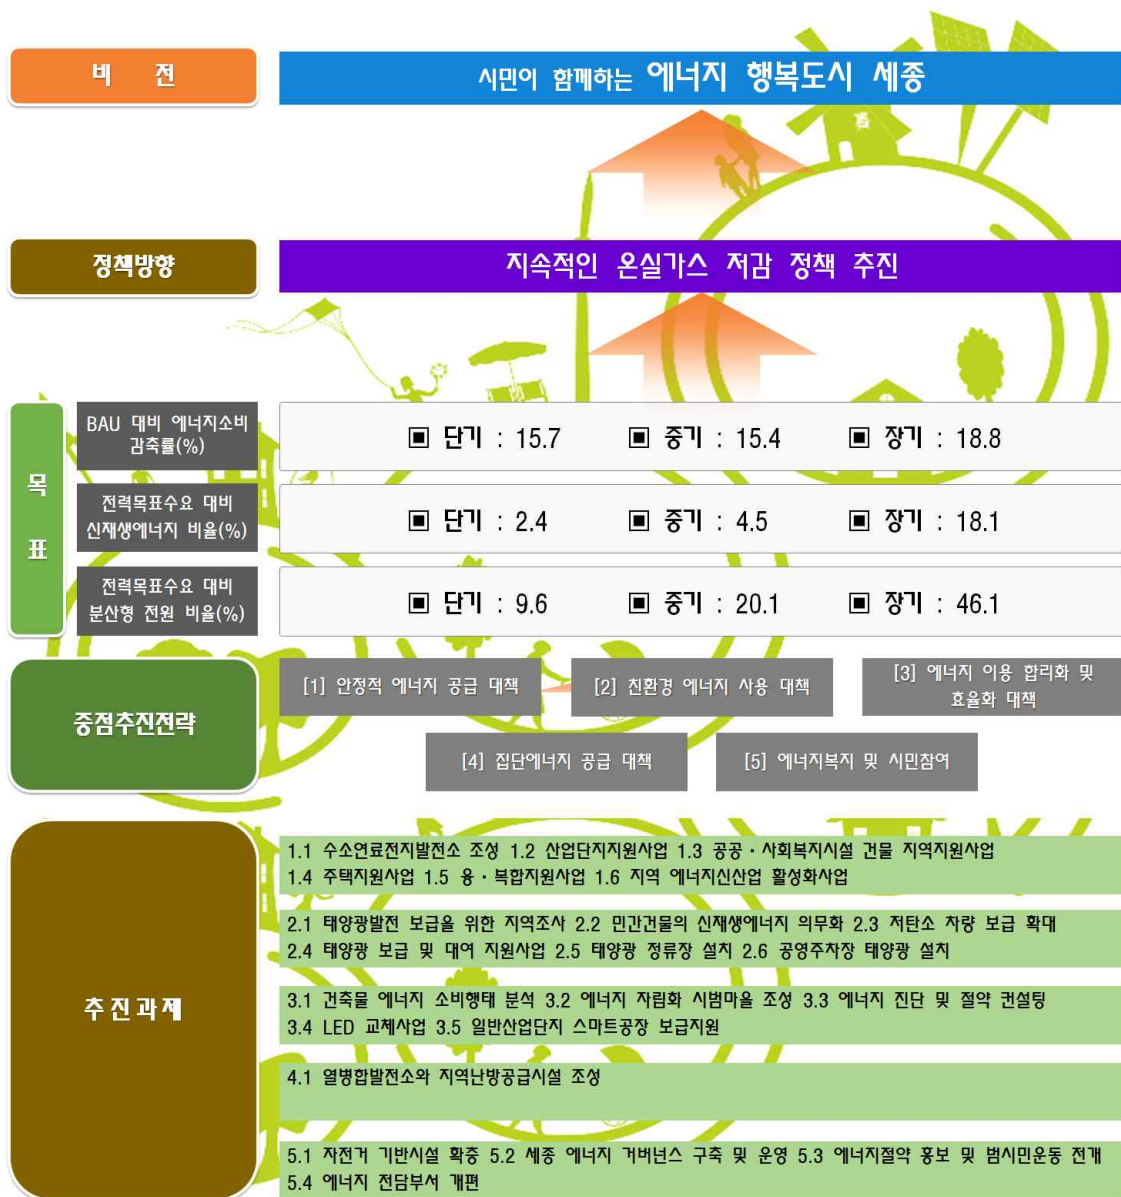 비 전
시민이 함께하는 에너지 행복도시 세종
정책방향
지속적인 온실가스 저감 정책 추진
목
표
BAU 대비 에너지소비
감축률(%)
▣ 단기 : 15.7 ▣ 중기 : 15.4 ▣ 장기 : 18.8
전력목표수요 대비
신재생에너지 비율(%)
▣ 단기 : 2.4 ▣ 중기 : 4.5 ▣ 장기 : 18.1
전력목표수요 대비
분산형 전원 비율(%)
▣ 단기 : 9.6 ▣ 중기 : 20.1 ▣ 장기 : 46.1
중점추진전략
[1] 안정적 에너지 공급 대책
[2] 친환경 에너지 사용 대책
[3] 에너지 이용 합리화 및
효율화 대책
[4] 집단에너지 공급 대책
[5] 에너지복지 및 시민참여
추진과제
1.1 수소연료전지발전소 조성 1.2 산업단지지원사업 1.3 공공·사회복지시설 건물 지역지원사업
1.4 주택지원사업 1.5 융·복합지원사업 1.6 지역 에너지신산업 활성화사업
2.1 태양광발전 보급을 위한 지역조사 2.2 민간건물의 신재생에너지 의무화 2.3 저탄소 차량 보급 확대
2.4 태양광 보급 및 대여 지원사업 2.5 태양광 정류장 설치 2.6 공영주차장 태양광 설치
3.1 건축물 에너지 소비행태 분석 3.2 에너지 자립화 시범마을 조성 3.3 에너지 진단 및 절약 컨설팅
3.4 LED 교체사업 3.5 일반산업단지 스마트공장 보급지원
4.1 열병합발전소와 지역난방공급시설 조성
5.1 자전거 기반시설 확충 5.2 세종 에너지 거버넌스 구축 및 운영 5.3 에너지절약 홍보 및 범시민운동 전개
5.4 에너지 전담부서 개편